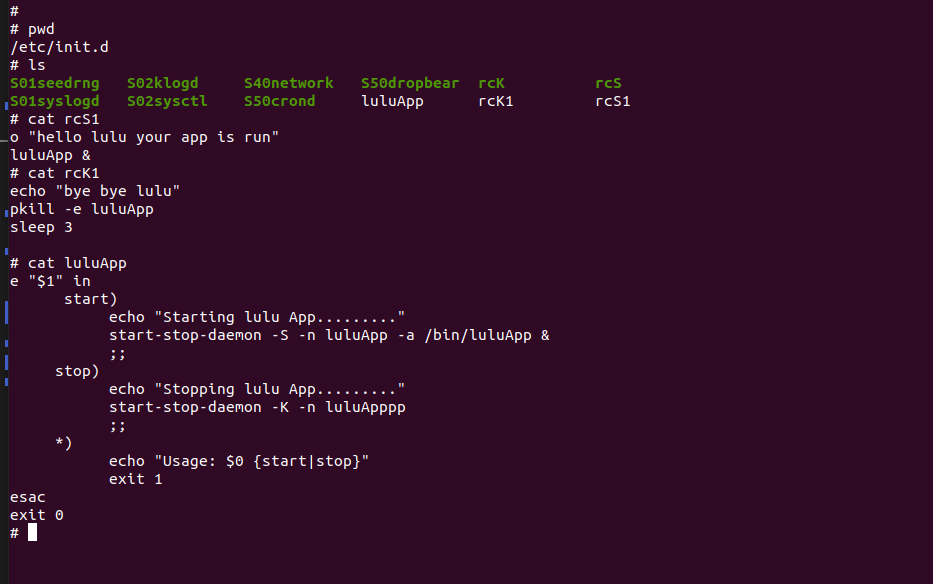 #
# pwd
/etc/init.d
# ls
S01seedrng   S02klogd     S40network   S50dropbear  rcK          rcS
S01syslogd   S02sysctl    S50crond     luluApp      rcK1         rcS1
# cat rcS1
o "hello lulu your app is run"
luluApp &
# cat rcK1
echo "bye bye lulu"
pkill -e luluApp
sleep 3

# cat luluApp
e "$1" in
      start)
           echo "Starting lulu App........."
           start-stop-daemon -S -n luluApp -a /bin/luluApp &
           ;;
     stop)
           echo "Stopping lulu App........."
           start-stop-daemon -K -n luluApppp
           ;;
     *)
           echo "Usage: $0 {start|stop}"
           exit 1
esac
exit 0
#